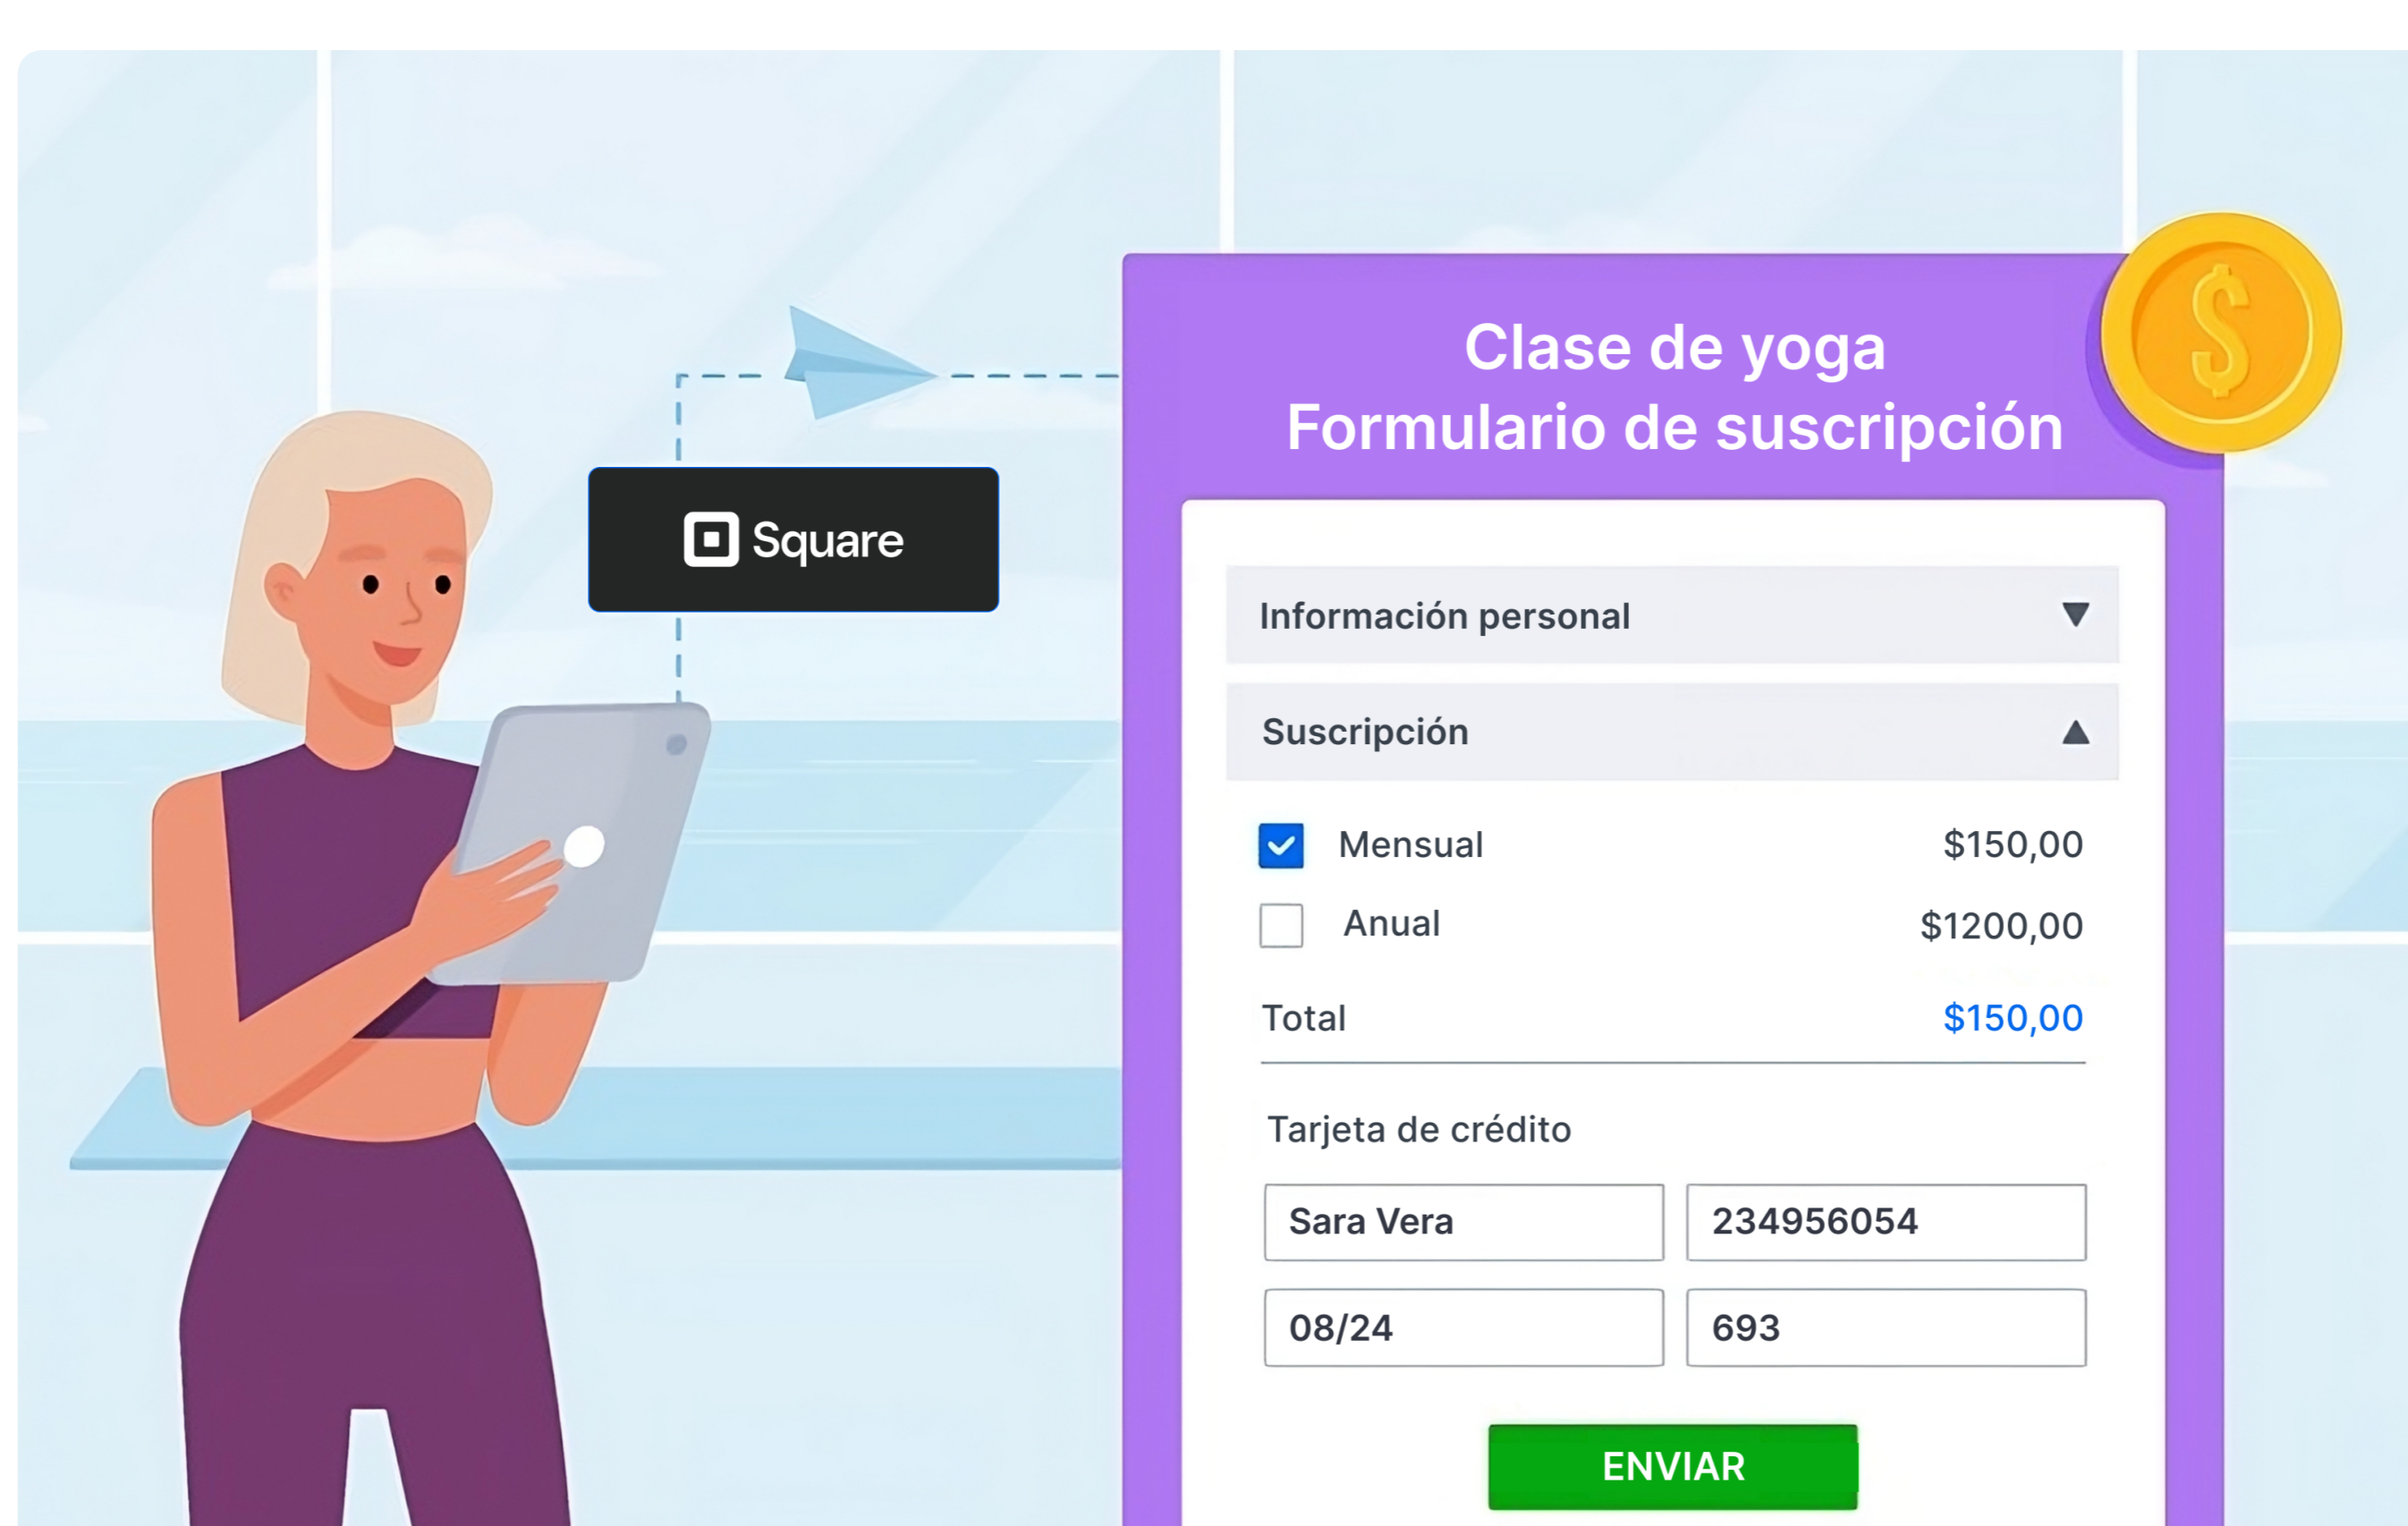 Clase de yoga
Formulario de suscripción
Square
Información personal
Suscripción
Mensual $150,00
Anual $1200,00
Total $150,00
Tarjeta de crédito
Sara Vera 234956054
08/24 693
ENVIAR